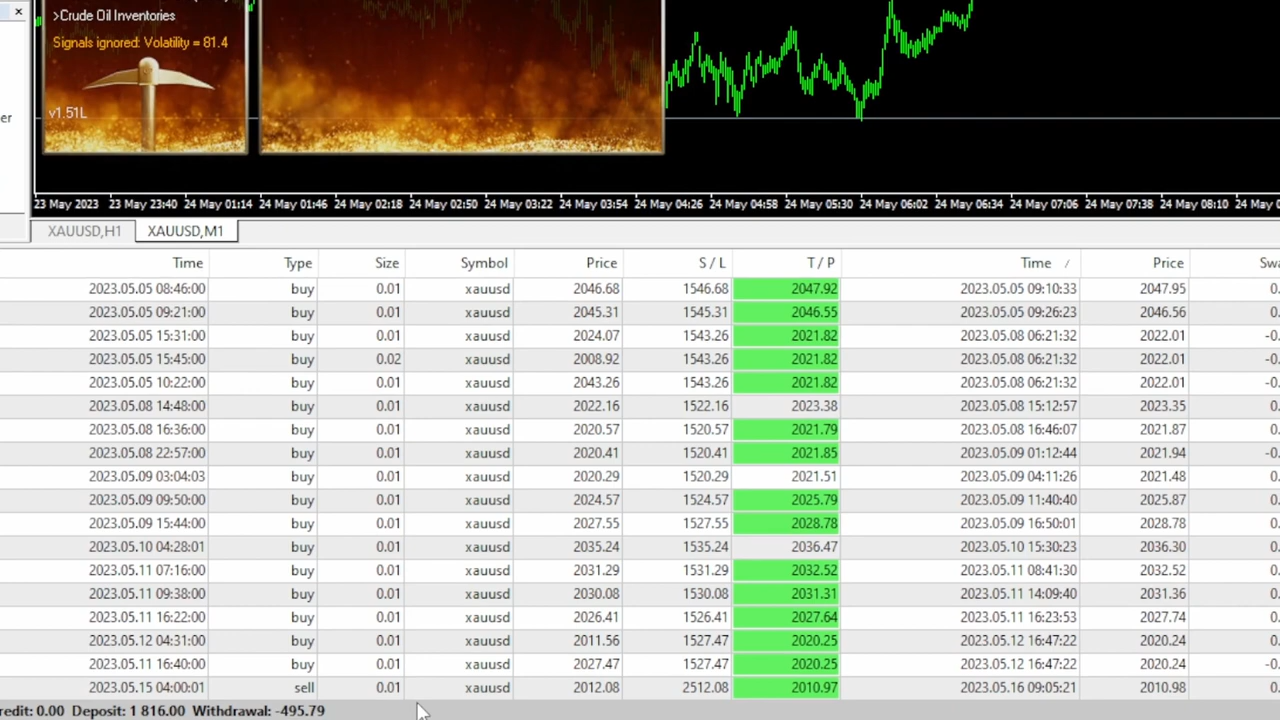 >Crude Oil Inventories
Signals ignored: Volatility = 81.4
er
v1.51L
23 May 2023 23 May 23:40 24 May 01:14 24 May 01:46 24 May 02:18 24 May 02:50 24 May 03:22 24 May 03:54 24 May 04:26 24 May 04:58 24 May 05:30 24 May 06:02 24 May 06:34 24 May 07:06 24 May 07:38 24 May 08:10 24 May 0
XAUUSD,H1 XAUUSD,M1
Time Type Size Symbol Price S / L T / P Time / Price Swa
2023.05.05 08:46:00 buy 0.01 xauusd 2046.68 1546.68 2047.92 2023.05.05 09:10:33 2047.95 0.
2023.05.05 09:21:00 buy 0.01 xauusd 2045.31 1545.31 2046.55 2023.05.05 09:26:23 2046.56 0.
2023.05.05 15:31:00 buy 0.01 xauusd 2024.07 1543.26 2021.82 2023.05.08 06:21:32 2022.01 -0.
2023.05.05 15:45:00 buy 0.02 xauusd 2008.92 1543.26 2021.82 2023.05.08 06:21:32 2022.01 -0.
2023.05.05 10:22:00 buy 0.01 xauusd 2043.26 1543.26 2021.82 2023.05.08 06:21:32 2022.01 -0.
2023.05.08 14:48:00 buy 0.01 xauusd 2022.16 1522.16 2023.38 2023.05.08 15:12:57 2023.35 0.
2023.05.08 16:36:00 buy 0.01 xauusd 2020.57 1520.57 2021.79 2023.05.08 16:46:07 2021.87 0.
2023.05.08 22:57:00 buy 0.01 xauusd 2020.41 1520.41 2021.85 2023.05.09 01:12:44 2021.94 -0.
2023.05.09 03:04:03 buy 0.01 xauusd 2020.29 1520.29 2021.51 2023.05.09 04:11:26 2021.48 0.
2023.05.09 09:50:00 buy 0.01 xauusd 2024.57 1524.57 2025.79 2023.05.09 11:40:40 2025.87 0.
2023.05.09 15:44:00 buy 0.01 xauusd 2027.55 1527.55 2028.78 2023.05.09 16:50:01 2028.78 0.
2023.05.10 04:28:01 buy 0.01 xauusd 2035.24 1535.24 2036.47 2023.05.10 15:30:23 2036.30 0.
2023.05.11 07:16:00 buy 0.01 xauusd 2031.29 1531.29 2032.52 2023.05.11 08:41:30 2032.52 0.
2023.05.11 09:38:00 buy 0.01 xauusd 2030.08 1530.08 2031.31 2023.05.11 14:09:40 2031.36 0.
2023.05.11 16:22:00 buy 0.01 xauusd 2026.41 1526.41 2027.64 2023.05.11 16:23:53 2027.74 0.
2023.05.12 04:31:00 buy 0.01 xauusd 2011.56 1527.47 2020.25 2023.05.12 16:47:22 2020.24 0.
2023.05.11 16:40:00 buy 0.01 xauusd 2027.47 1527.47 2020.25 2023.05.12 16:47:22 2020.24 -0.
2023.05.15 04:00:01 sell 0.01 xauusd 2012.08 2512.08 2010.97 2023.05.16 09:05:21 2010.98 0.
redit: 0.00 Deposit: 1 816.00 Withdrawal: -495.79